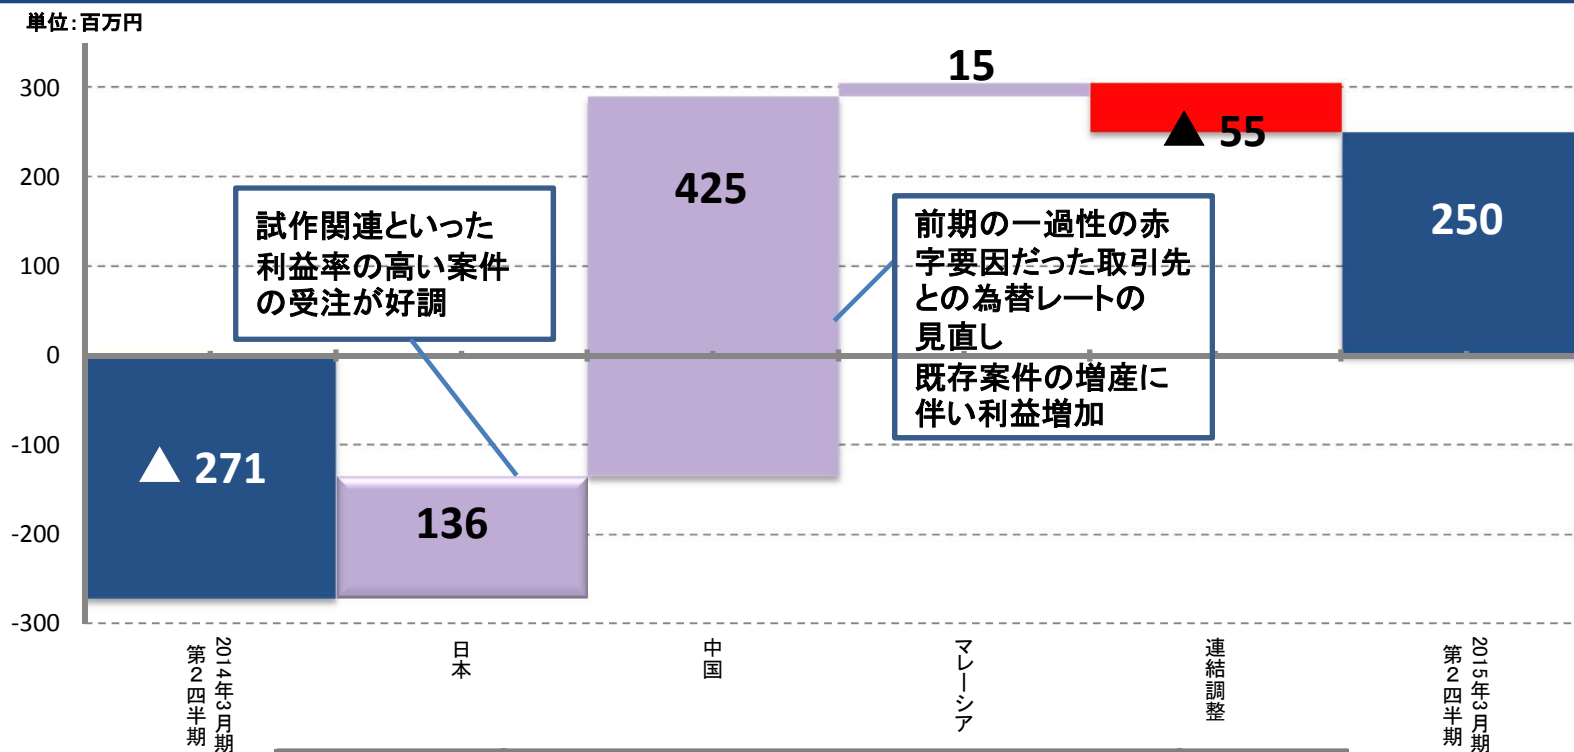 単位:百万円
300
200
100
0
-100
-200
-300
▲ 271
136
425
15
▲ 55
250
試作関連といった
利益率の高い案件
の受注が好調
前期の一過性の赤
字要因だった取引先
との為替レートの
見直し
既存案件の増産に
伴い利益増加
2014年3月期
第2四半期
日本
中国
マレーシア
連結調整
2015年3月期
第2四半期